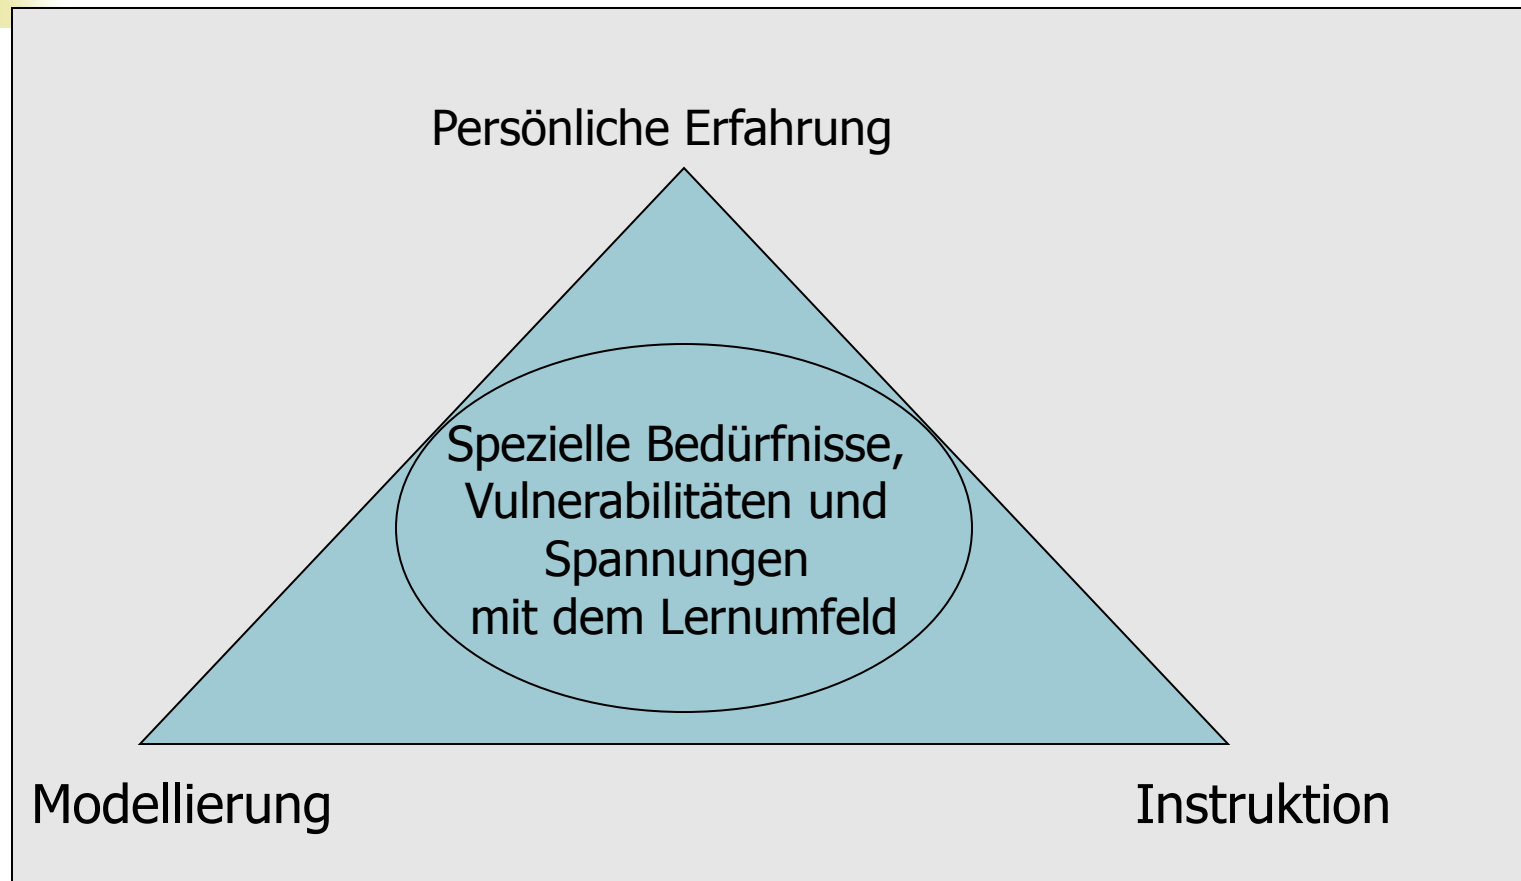 Persönliche Erfahrung
Spezielle Bedürfnisse,
Vulnerabilitäten und
Spannungen
mit dem Lernumfeld
Modellierung
Instruktion